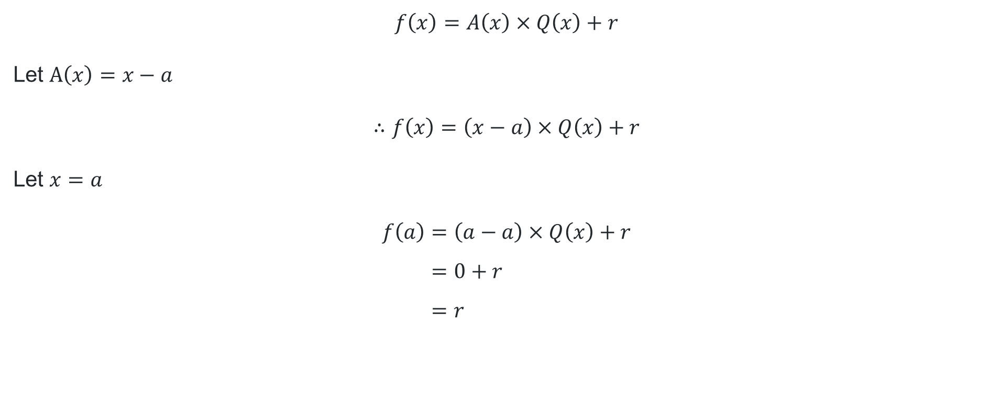 f(x) = A(x) × Q(x) + r
Let A(x) = x − a
∴ f(x) = (x − a) × Q(x) + r
Let x = a
f(a) = (a − a) × Q(x) + r
= 0 + r
= r